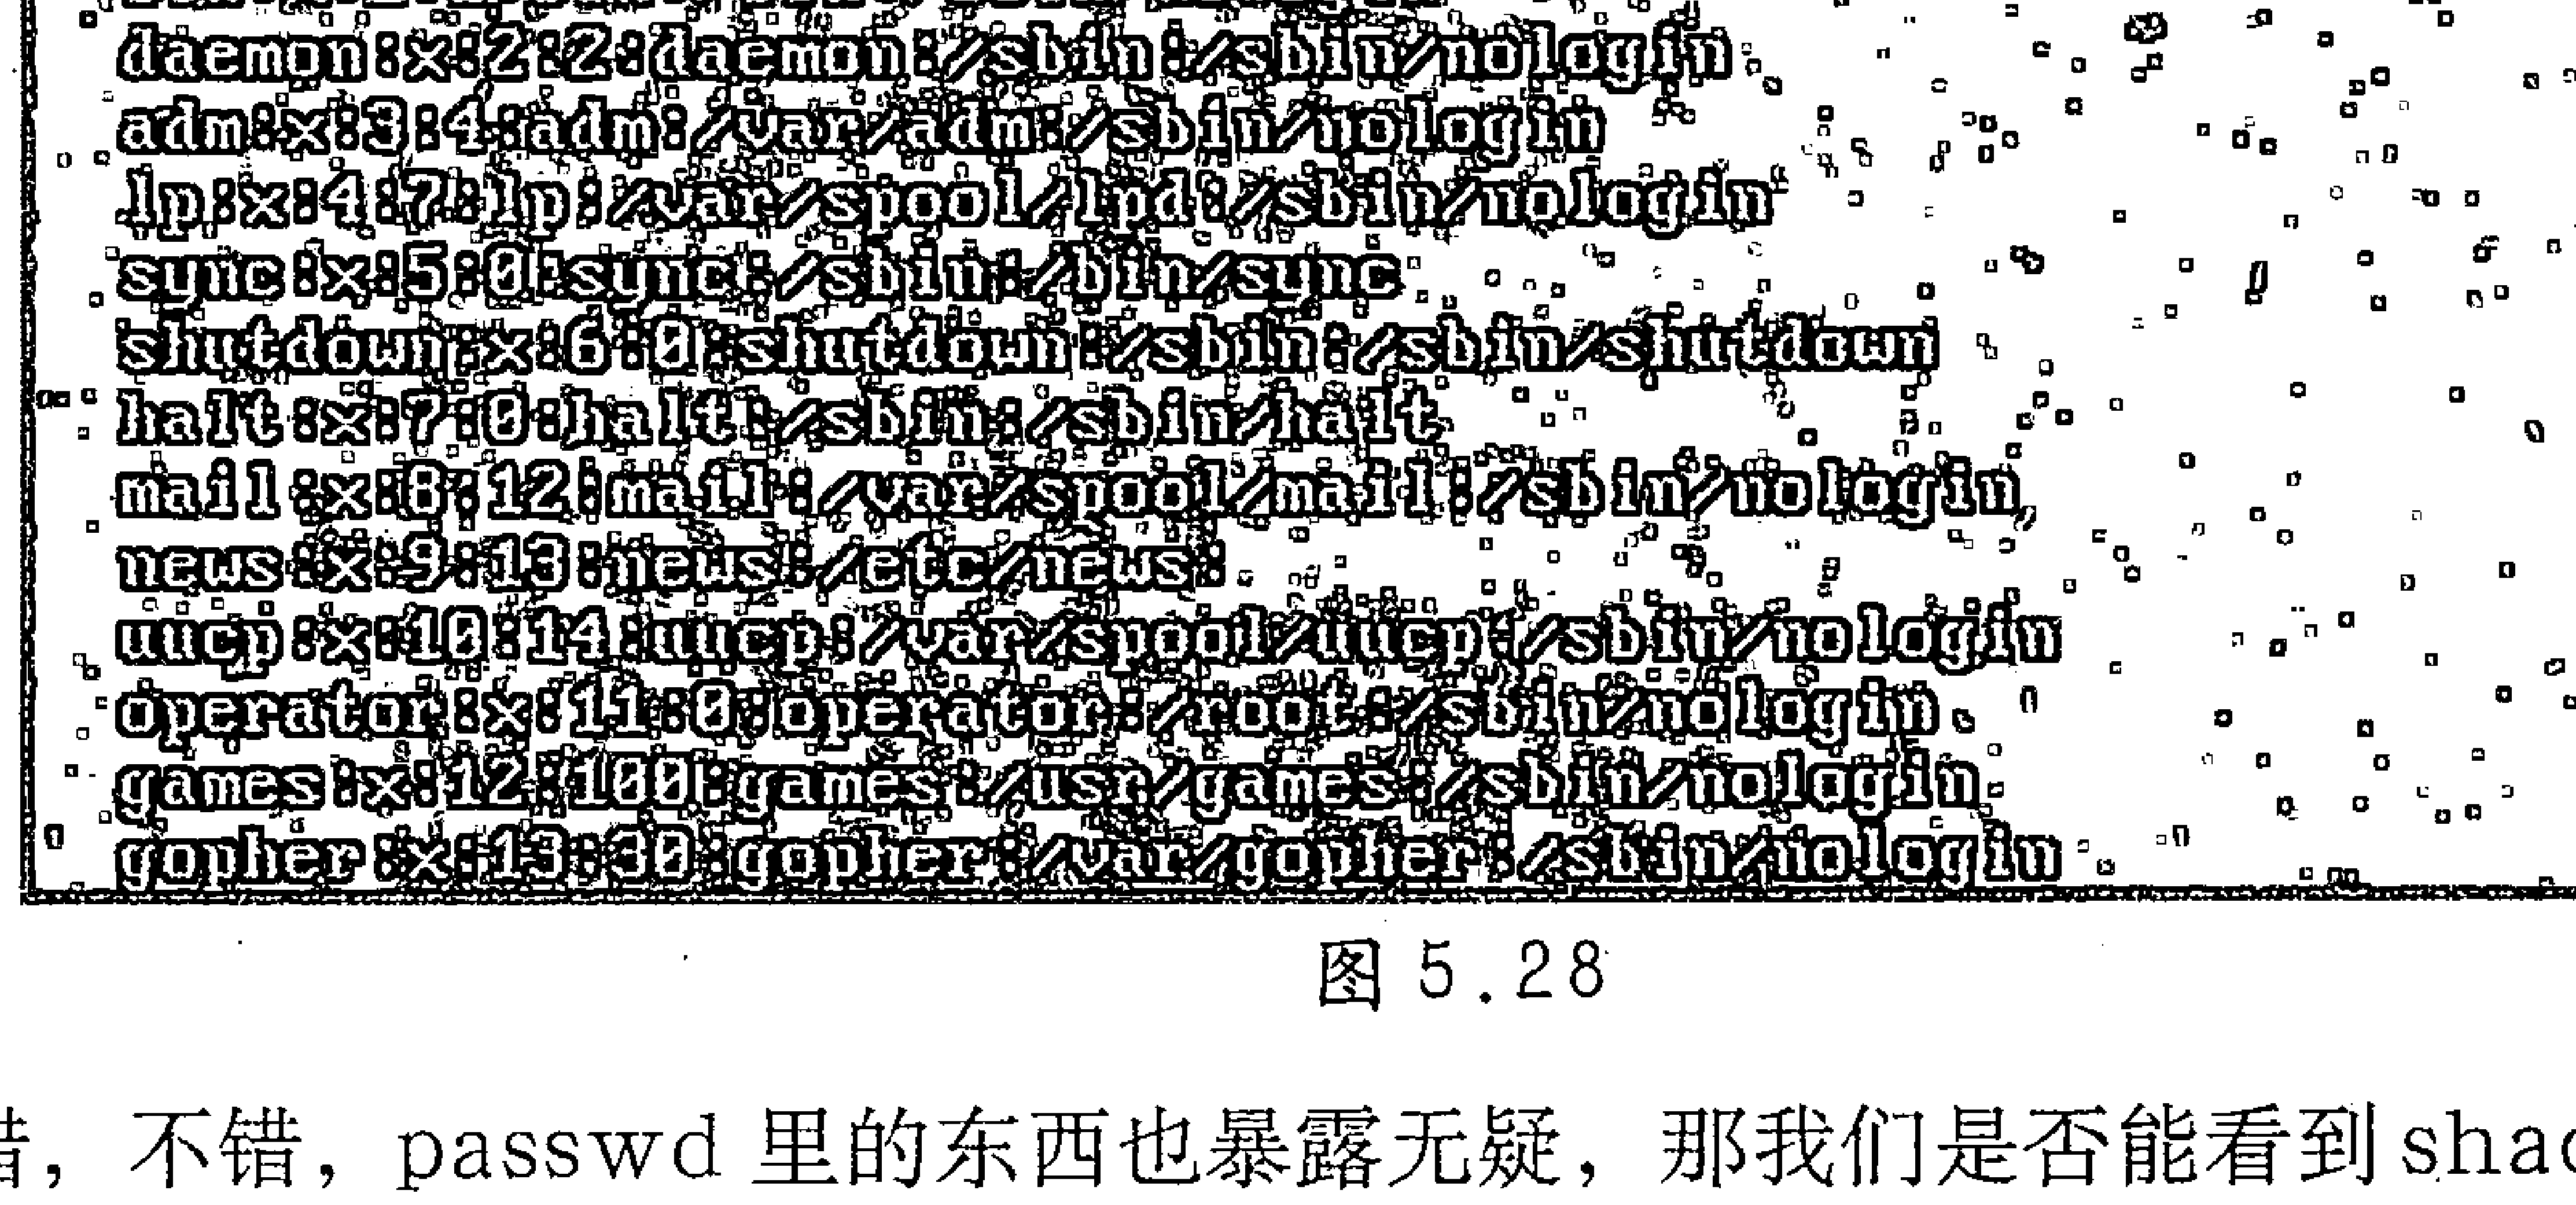 daemon:x:2:2:daemon:/sbin:/sbin/nologin
adm:x:3:4:adm:/var/adm:/sbin/nologin
lp:x:4:7:lp:/var/spool/lpd:/sbin/nologin
sync:x:5:0:sync:/sbin:/bin/sync
shutdown:x:6:0:shutdown:/sbin:/sbin/shutdown
halt:x:7:0:halt:/sbin:/sbin/halt
mail:x:8:12:mail:/var/spool/mail:/sbin/nologin
news:x:9:13:news:/etc/news:
uucp:x:10:14:uucp:/var/spool/uucp:/sbin/nologin
operator:x:11:0:operator:/root:/sbin/nologin
games:x:12:100:games:/usr/games:/sbin/nologin
gopher:x:13:30:gopher:/var/gopher:/sbin/nologin
图 5.28
错，不错，passwd 里的东西也暴露无疑，那我们是否能看到 shad